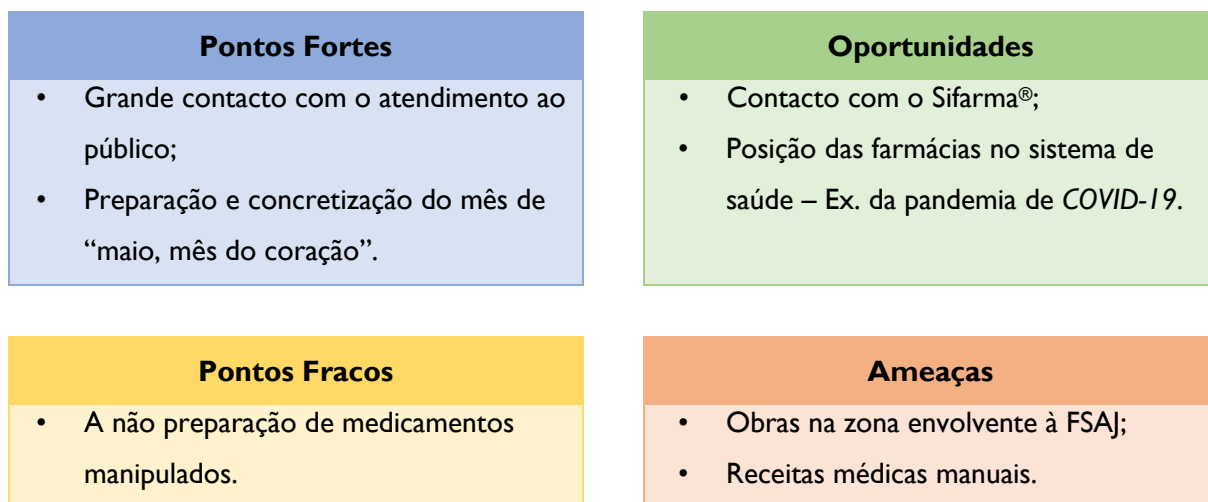 Pontos Fortes
• Grande contacto com o atendimento ao
público;
• Preparação e concretização do mês de
“maio, mês do coração”.
Oportunidades
• Contacto com o Sifarma®;
• Posição das farmácias no sistema de
saúde – Ex. da pandemia de COVID-19.
Pontos Fracos
• A não preparação de medicamentos
manipulados.
Ameaças
• Obras na zona envolvente à FSAJ;
• Receitas médicas manuais.